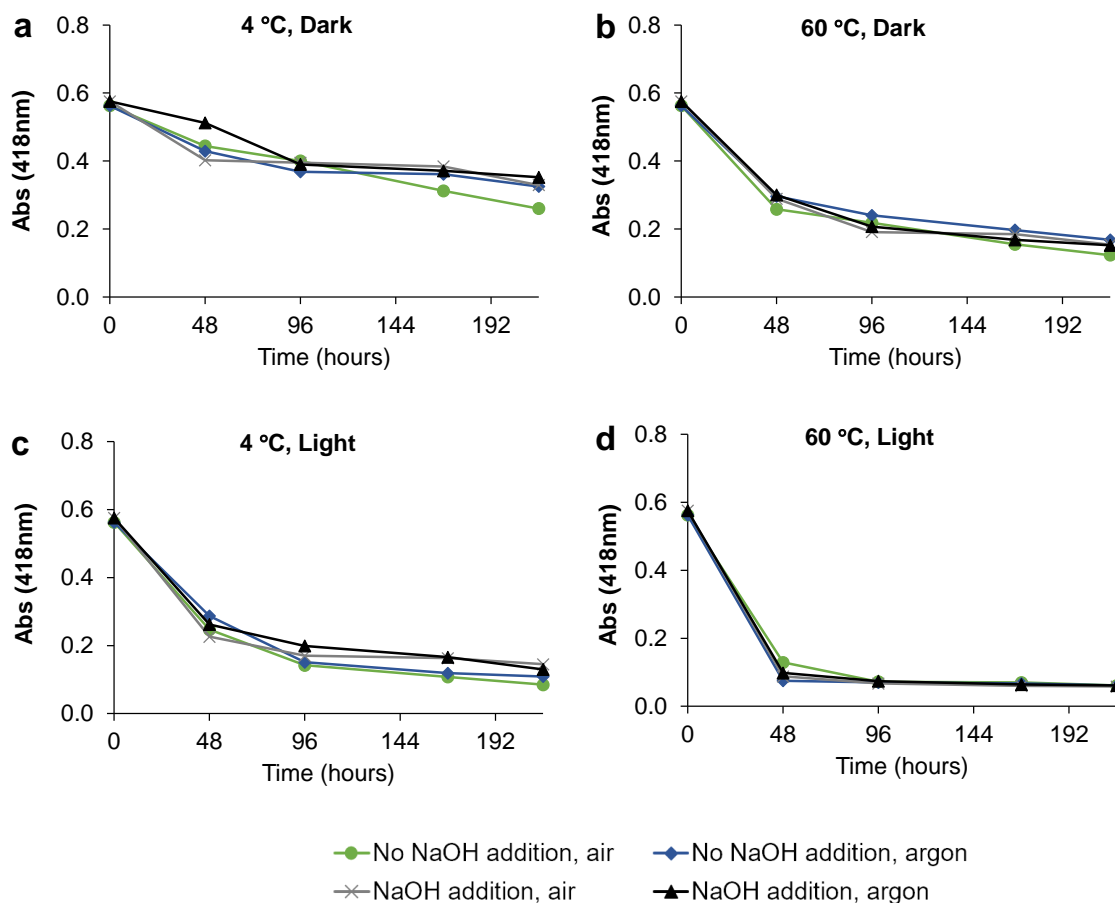 a
4 °C, Dark
Abs (418nm)
0.8
0.6
0.4
0.2
0.0
0 48 96 144 192
Time (hours)
b
60 °C, Dark
Abs (418nm)
0.8
0.6
0.4
0.2
0.0
0 48 96 144 192
Time (hours)
c
4 °C, Light
Abs (418nm)
0.8
0.6
0.4
0.2
0.0
0 48 96 144 192
Time (hours)
d
60 °C, Light
Abs (418nm)
0.8
0.6
0.4
0.2
0.0
0 48 96 144 192
Time (hours)
No NaOH addition, air
No NaOH addition, argon
NaOH addition, air
NaOH addition, argon